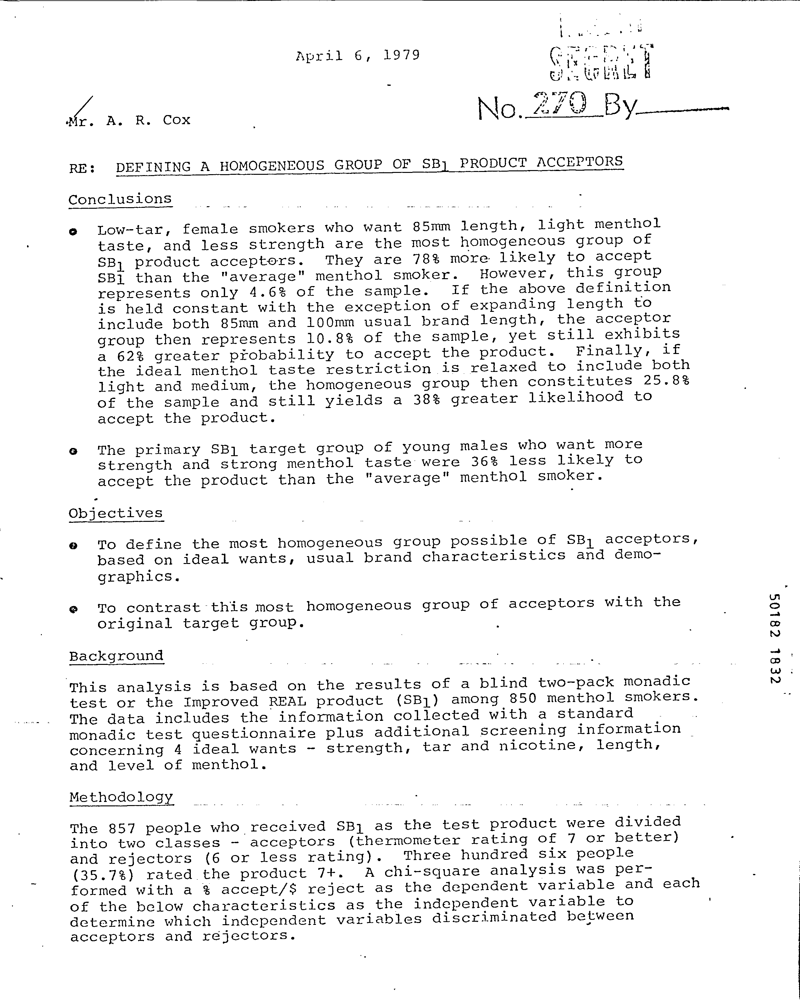 April 6, 1979
SECRET
No. 270 By
Mr. A. R. Cox
RE: DEFINING A HOMOGENEOUS GROUP OF SB1 PRODUCT ACCEPTORS
Conclusions
Low-tar, female smokers who want 85mm length, light menthol
taste, and less strength are the most homogeneous group of
SB1 product acceptors. They are 78% more likely to accept
SB1 than the "average" menthol smoker. However, this group
represents only 4.6% of the sample. If the above definition
is held constant with the exception of expanding length to
include both 85mm and 100mm usual brand length, the acceptor
group then represents 10.8% of the sample, yet still exhibits
a 62% greater probability to accept the product. Finally, if
the ideal menthol taste restriction is relaxed to include both
light and medium, the homogeneous group then constitutes 25.8%
of the sample and still yields a 38% greater likelihood to
accept the product.
The primary SB1 target group of young males who want more
strength and strong menthol taste were 36% less likely to
accept the product than the "average" menthol smoker.
Objectives
To define the most homogeneous group possible of SB1 acceptors,
based on ideal wants, usual brand characteristics and demo-
graphics.
To contrast this most homogeneous group of acceptors with the
original target group.
Background
This analysis is based on the results of a blind two-pack monadic
test or the Improved REAL product (SB1) among 850 menthol smokers.
The data includes the information collected with a standard
monadic test questionnaire plus additional screening information
concerning 4 ideal wants - strength, tar and nicotine, length,
and level of menthol.
Methodology
The 857 people who received SB1 as the test product were divided
into two classes - acceptors (thermometer rating of 7 or better)
and rejectors (6 or less rating). Three hundred six people
(35.7%) rated the product 7+. A chi-square analysis was per-
formed with a % accept/$ reject as the dependent variable and each
of the below characteristics as the independent variable to
determine which independent variables discriminated between
acceptors and rejectors.
50182 1832